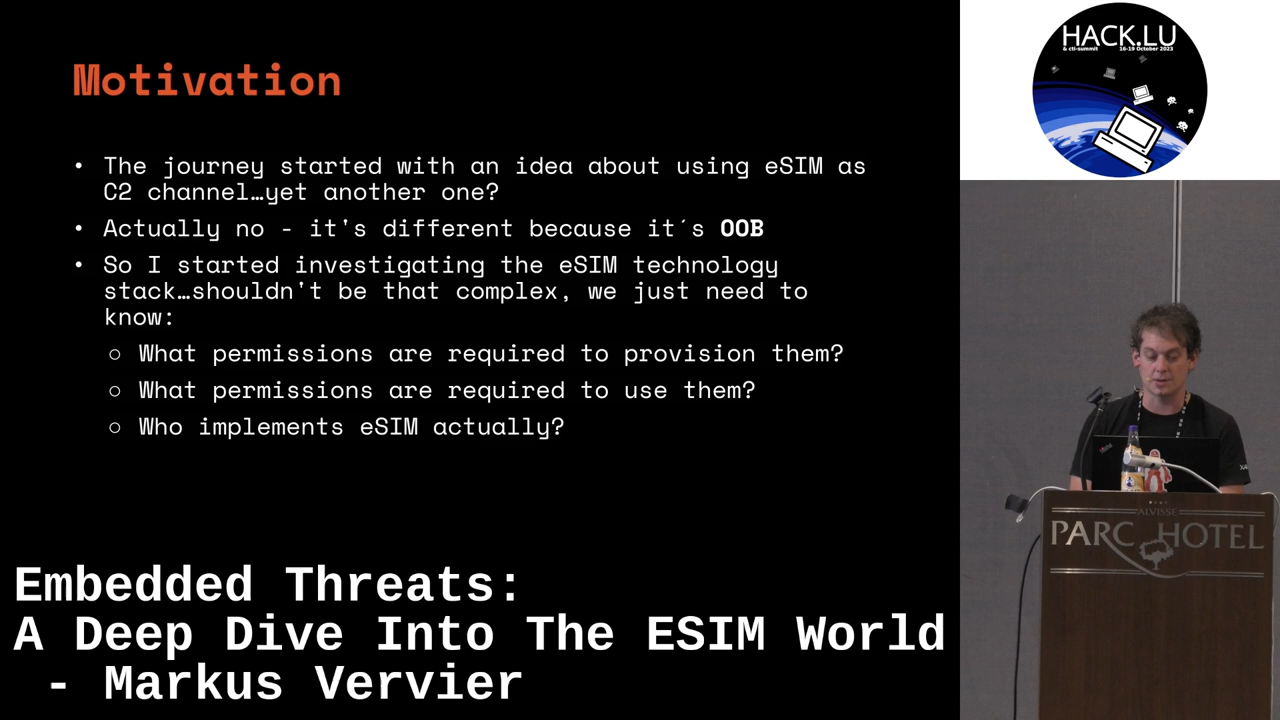 Motivation
• The journey started with an idea about using eSIM as
C2 channel…yet another one?
• Actually no - it's different because it´s OOB
• So I started investigating the eSIM technology
stack…shouldn't be that complex, we just need to
know:
○ What permissions are required to provision them?
○ What permissions are required to use them?
○ Who implements eSIM actually?
Embedded Threats:
A Deep Dive Into The ESIM World
- Markus Vervier
HACK.LU
& cti-summit 16-19 October 2023
ALVISSE
PARC HOTEL